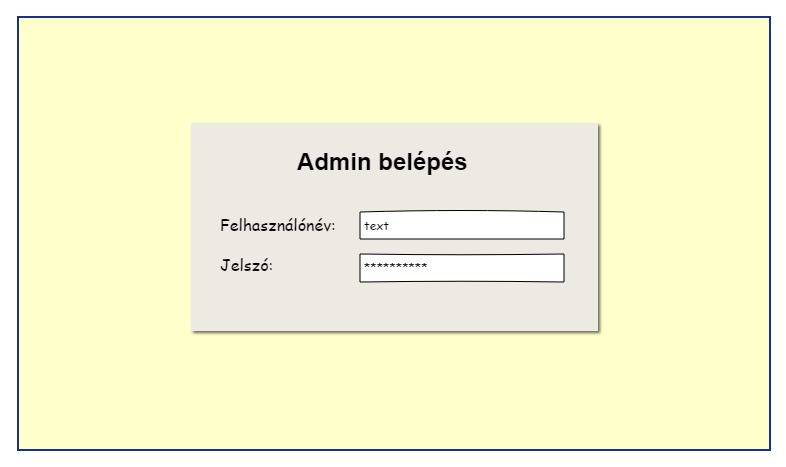 Admin belépés
Felhasználónév: text
Jelszó: **********